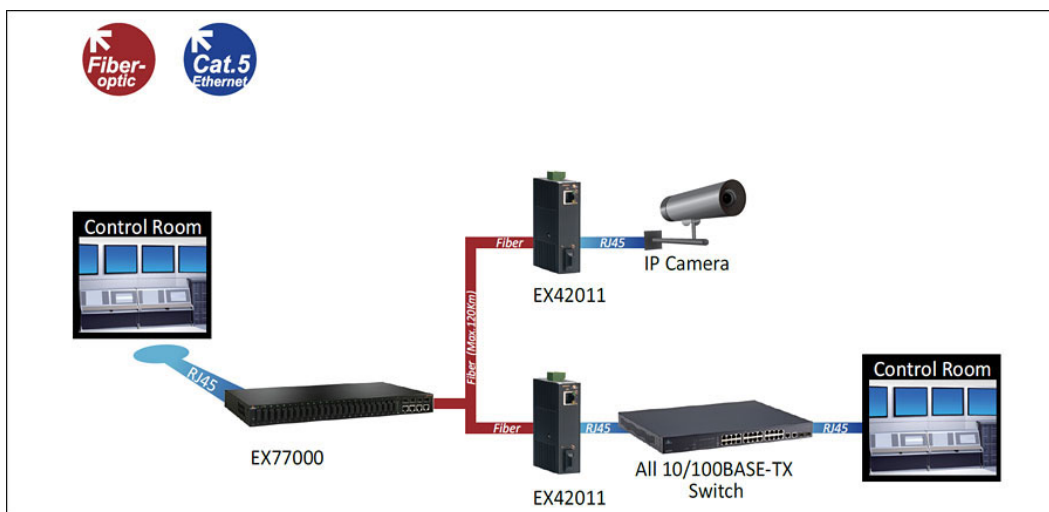 Fiber-
optic
Cat.5
Ethernet
Control Room
RJ45
EX77000
Fiber (Max.120Km)
Fiber
EX42011
RJ45
IP Camera
Fiber
EX42011
RJ45
All 10/100BASE-TX
Switch
RJ45
Control Room